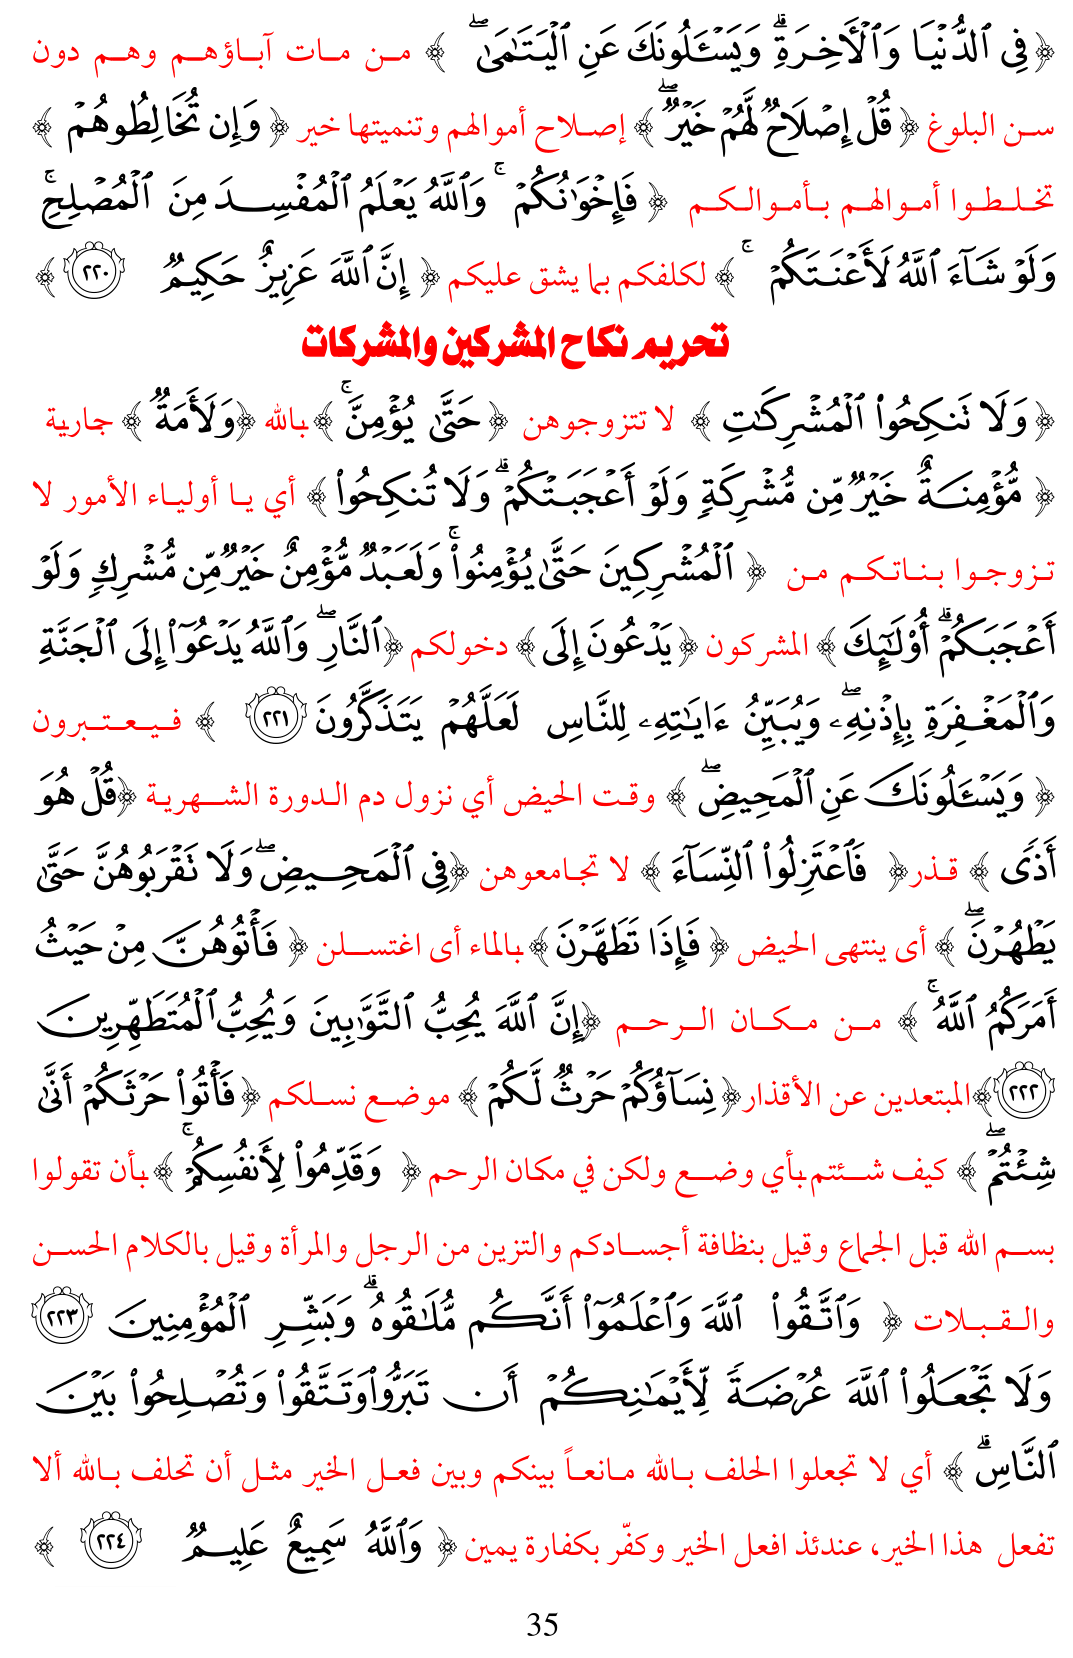 ﴿ فِي ٱلدُّنۡيَا وَٱلۡأٓخِرَةِۗ وَيَسۡـَٔلُونَكَ عَنِ ٱلۡيَتَٰمَىٰۖ ﴾ من مات آباؤهم وهم دون
سن البلوغ ﴿ قُلۡ إِصۡلَاحٞ لَّهُمۡ خَيۡرٞۖ ﴾ إصلاح أموالهم وتنميتها خير ﴿ وَإِن تُخَالِطُوهُمۡ ﴾
تخلطوا أموالهم بأموالكم ﴿ فَإِخۡوَٰنُكُمۡۚ وَٱللَّهُ يَعۡلَمُ ٱلۡمُفۡسِدَ مِنَ ٱلۡمُصۡلِحِۚ
وَلَوۡ شَآءَ ٱللَّهُ لَأَعۡنَتَكُمۡۚ ﴾ لكلفكم بما يشق عليكم ﴿ إِنَّ ٱللَّهَ عَزِيزٌ حَكِيمٞ ٢٢٠ ﴾
تحريم نكاح المشركين والمشركات
﴿ وَلَا تَنكِحُواْ ٱلۡمُشۡرِكَٰتِ ﴾ لا تتزوجوهن ﴿ حَتَّىٰ يُؤۡمِنَّۚ ﴾ بالله ﴿وَلَأَمَةٞ ﴾ جارية
﴿ مُّؤۡمِنَةٌ خَيۡرٞ مِّن مُّشۡرِكَةٖ وَلَوۡ أَعۡجَبَتۡكُمۡۗ وَلَا تُنكِحُواْ ﴾ أي يا أولياء الأمور لا
تزوجوا بناتكم من ﴿ ٱلۡمُشۡرِكِينَ حَتَّىٰ يُؤۡمِنُواْۚ وَلَعَبۡدٞ مُّؤۡمِنٌ خَيۡرٞ مِّن مُّشۡرِكٖ وَلَوۡ
أَعۡجَبَكُمۡۗ أُوْلَٰٓئِكَ ﴾ المشركون ﴿ يَدۡعُونَ إِلَى ﴾ دخولكم ﴿ٱلنَّارِۖ وَٱللَّهُ يَدۡعُوٓاْ إِلَى ٱلۡجَنَّةِ
وَٱلۡمَغۡفِرَةِ بِإِذۡنِهِۦۖ وَيُبَيِّنُ ءَايَٰتِهِۦ لِلنَّاسِ لَعَلَّهُمۡ يَتَذَكَّرُونَ ٢٢١ ﴾ فيعتبرون
﴿ وَيَسۡـَٔلُونَكَ عَنِ ٱلۡمَحِيضِۖ ﴾ وقت الحيض أي نزول دم الدورة الشهرية ﴿قُلۡ هُوَ
أَذٗى ﴾ قذر﴿ فَٱعۡتَزِلُواْ ٱلنِّسَآءَ ﴾ لا تجامعوهن ﴿فِي ٱلۡمَحِيضِۖ وَلَا تَقۡرَبُوهُنَّ حَتَّىٰ
يَطۡهُرۡنَۖ ﴾ أى ينتهى الحيض ﴿ فَإِذَا تَطَهَّرۡنَ ﴾ بالماء أى اغتسلن ﴿ فَأۡتُوهُنَّ مِنۡ حَيۡثُ
أَمَرَكُمُ ٱللَّهُۚ ﴾ من مكان الرحم ﴿إِنَّ ٱللَّهَ يُحِبُّ ٱلتَّوَّٰبِينَ وَيُحِبُّ ٱلۡمُتَطَهِّرِينَ
٢٢٢ ﴾المبتعدين عن الأقذار﴿ نِسَآؤُكُمۡ حَرۡثٞ لَّكُمۡ ﴾ موضع نسلكم ﴿ فَأۡتُواْ حَرۡثَكُمۡ أَنَّىٰ
شِئۡتُمۡۖ ﴾ كيف شئتم بأي وضع ولكن في مكان الرحم ﴿ وَقَدِّمُواْ لِأَنفُسِكُمۡۚ ﴾ بأن تقولوا
بسم الله قبل الجماع وقيل بنظافة أجسادكم والتزين من الرجل والمرأة وقيل بالكلام الحسن
والقبلات ﴿ وَٱتَّقُواْ ٱللَّهَ وَٱعۡلَمُوٓاْ أَنَّكُم مُّلَٰقُوهُۗ وَبَشِّرِ ٱلۡمُؤۡمِنِينَ ٢٢٣
وَلَا تَجۡعَلُواْ ٱللَّهَ عُرۡضَةٗ لِّأَيۡمَٰنِكُمۡ أَن تَبَرُّواْ وَتَتَّقُواْ وَتُصۡلِحُواْ بَيۡنَ
ٱلنَّاسِۗ ﴾ أي لا تجعلوا الحلف بالله مانعاً بينكم وبين فعل الخير مثل أن تحلف بالله ألا
تفعل هذا الخير، عندئذ افعل الخير وكفّر بكفارة يمين ﴿ وَٱللَّهُ سَمِيعٌ عَلِيمٞ ٢٢٤ ﴾
35